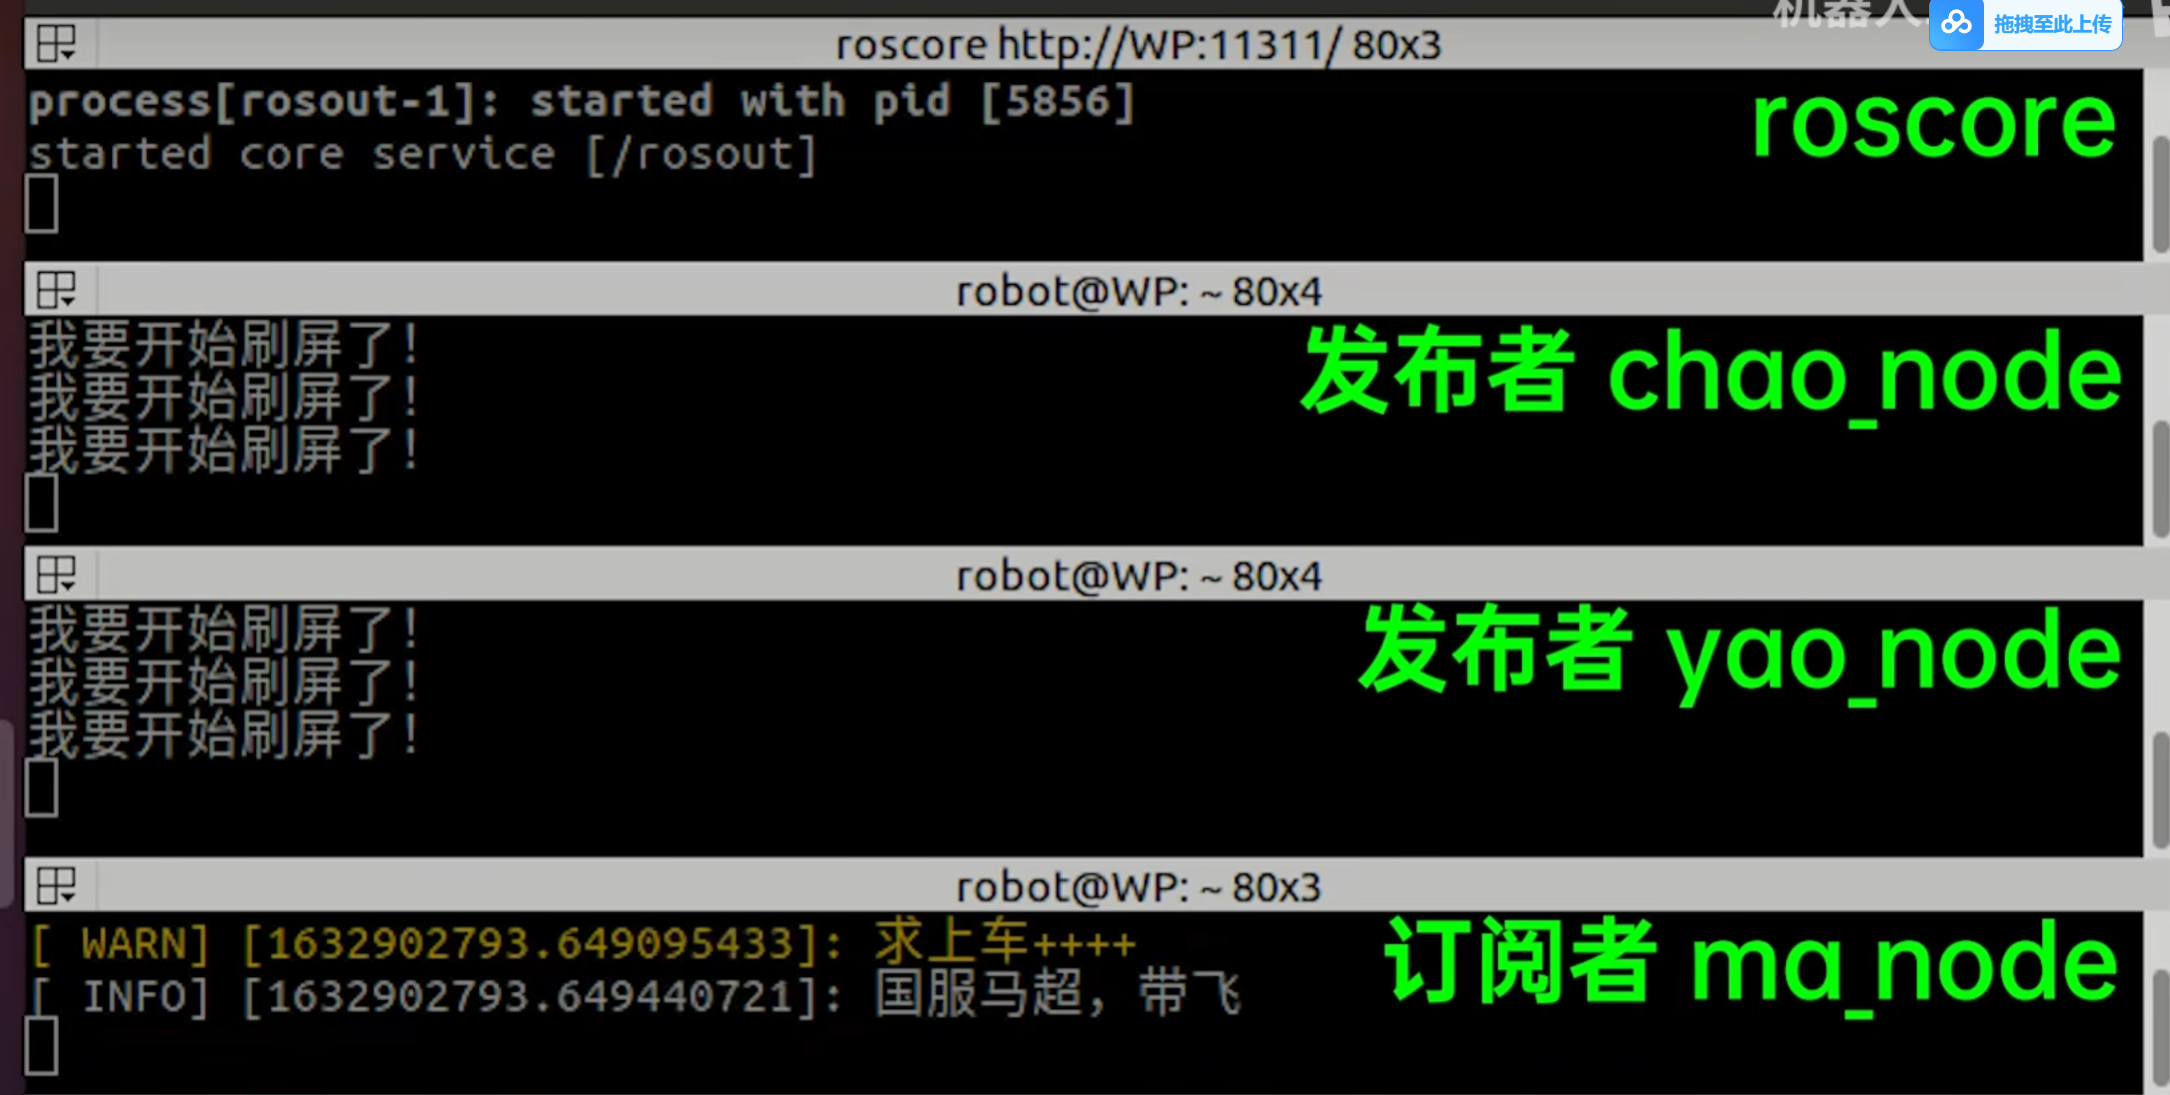 机器人
拖拽至此上传
roscore http://WP:11311/ 80x3
process[rosout-1]: started with pid [5856]
started core service [/rosout]
roscore
robot@WP: ~ 80x4
我要开始刷屏了!
我要开始刷屏了!
我要开始刷屏了!
发布者 chao_node
robot@WP: ~ 80x4
我要开始刷屏了!
我要开始刷屏了!
我要开始刷屏了!
发布者 yao_node
robot@WP: ~ 80x3
[ WARN] [1632902793.649095433]: 求上车++++
[ INFO] [1632902793.649440721]: 国服马超，带飞
订阅者 ma_node